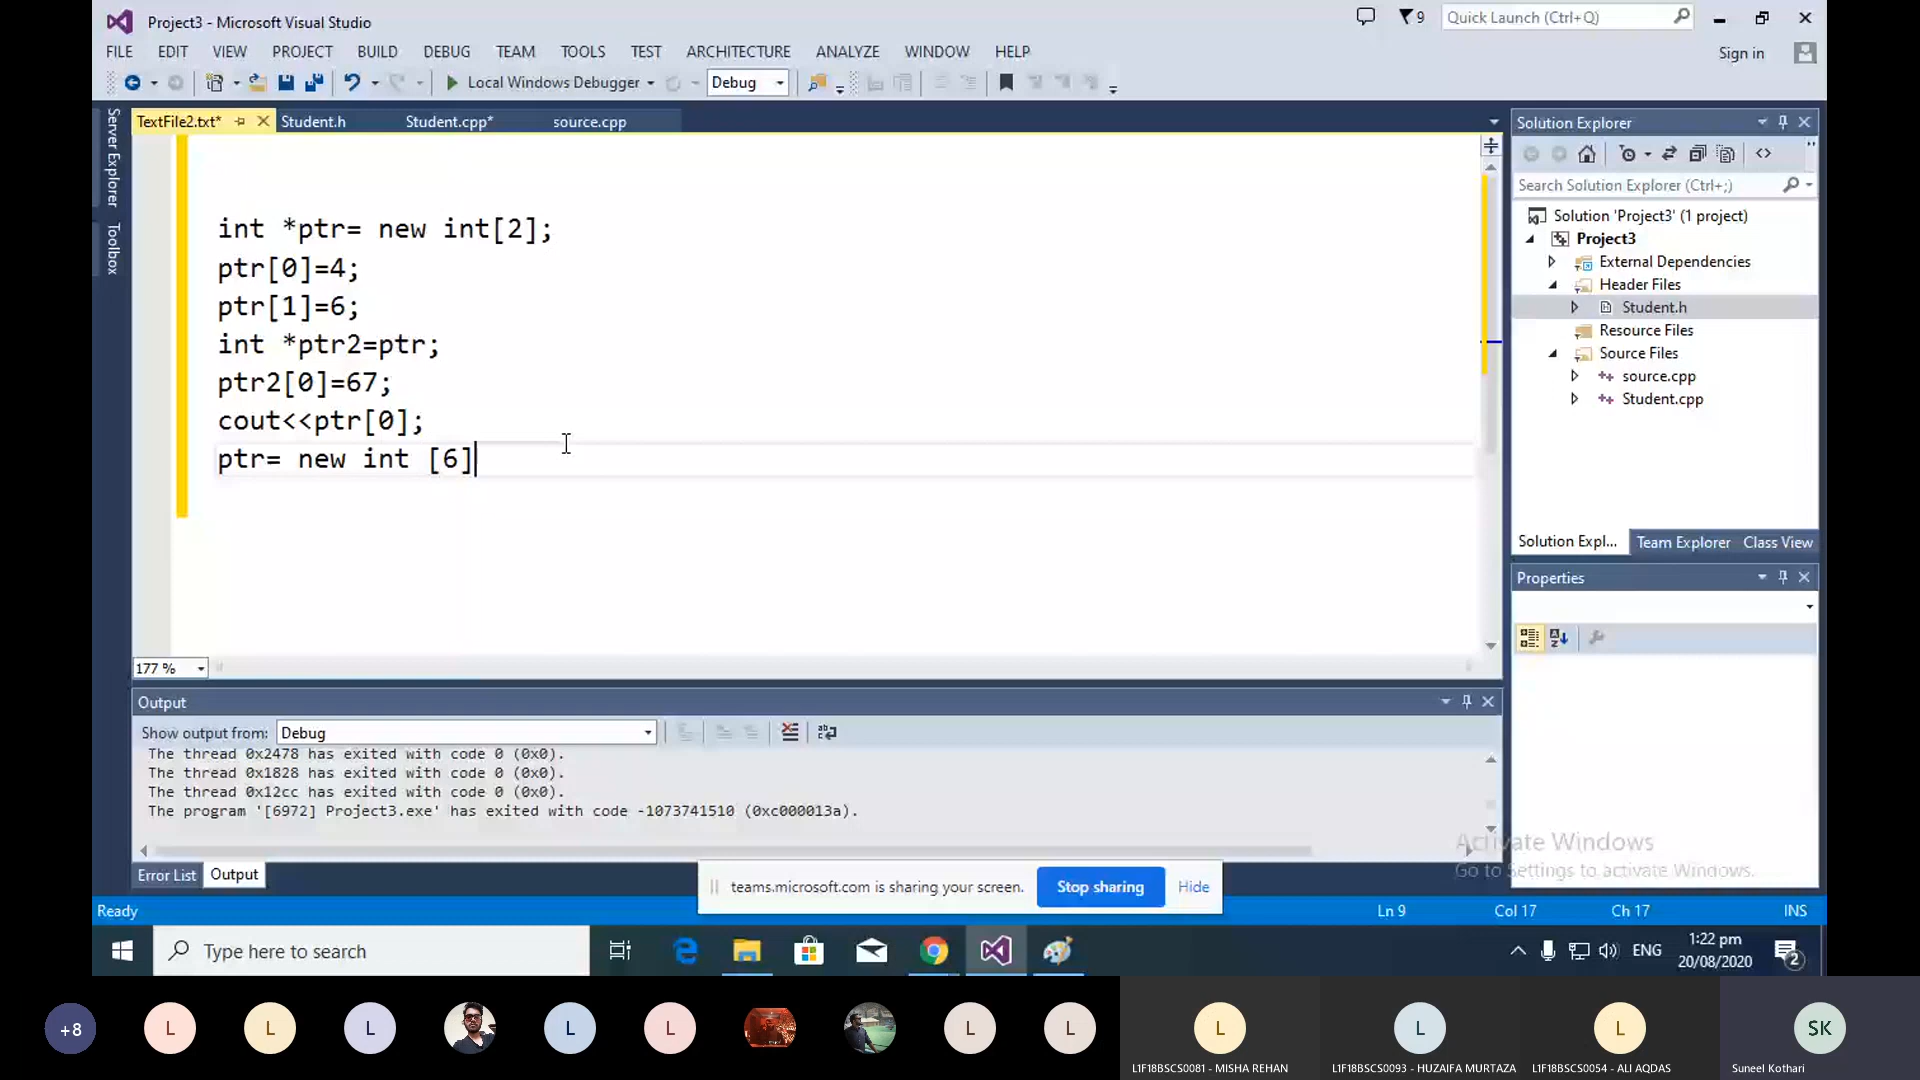 Project3 - Microsoft Visual Studio
9
Quick Launch (Ctrl+Q)
FILE EDIT VIEW PROJECT BUILD DEBUG TEAM TOOLS TEST ARCHITECTURE ANALYZE WINDOW HELP
Sign in
Local Windows Debugger
Debug
Server Explorer
Toolbox
TextFile2.txt*
Student.h
Student.cpp*
source.cpp
int *ptr= new int[2];
ptr[0]=4;
ptr[1]=6;
int *ptr2=ptr;
ptr2[0]=67;
cout<<ptr[0];
ptr= new int [6]
177 %
Solution Explorer
Search Solution Explorer (Ctrl+;)
Solution 'Project3' (1 project)
Project3
External Dependencies
Header Files
Student.h
Resource Files
Source Files
source.cpp
Student.cpp
Solution Expl...
Team Explorer
Class View
Properties
Output
Show output from:
Debug
The thread 0x2478 has exited with code 0 (0x0).
The thread 0x1828 has exited with code 0 (0x0).
The thread 0x12cc has exited with code 0 (0x0).
The program '[6972] Project3.exe' has exited with code -1073741510 (0xc000013a).
Activate Windows
Go to Settings to activate Windows.
Error List
Output
teams.microsoft.com is sharing your screen.
Stop sharing
Hide
Ready
Ln 9
Col 17
Ch 17
INS
Type here to search
ENG
1:22 pm
20/08/2020
2
+8
L
L
L
L
L
L
L
L
L
L
SK
L1F18BSCS0081 - MISHA REHAN
L1F18BSCS0093 - HUZAIFA MURTAZA
L1F18BSCS0054 - ALI AQDAS
Suneel Kothari